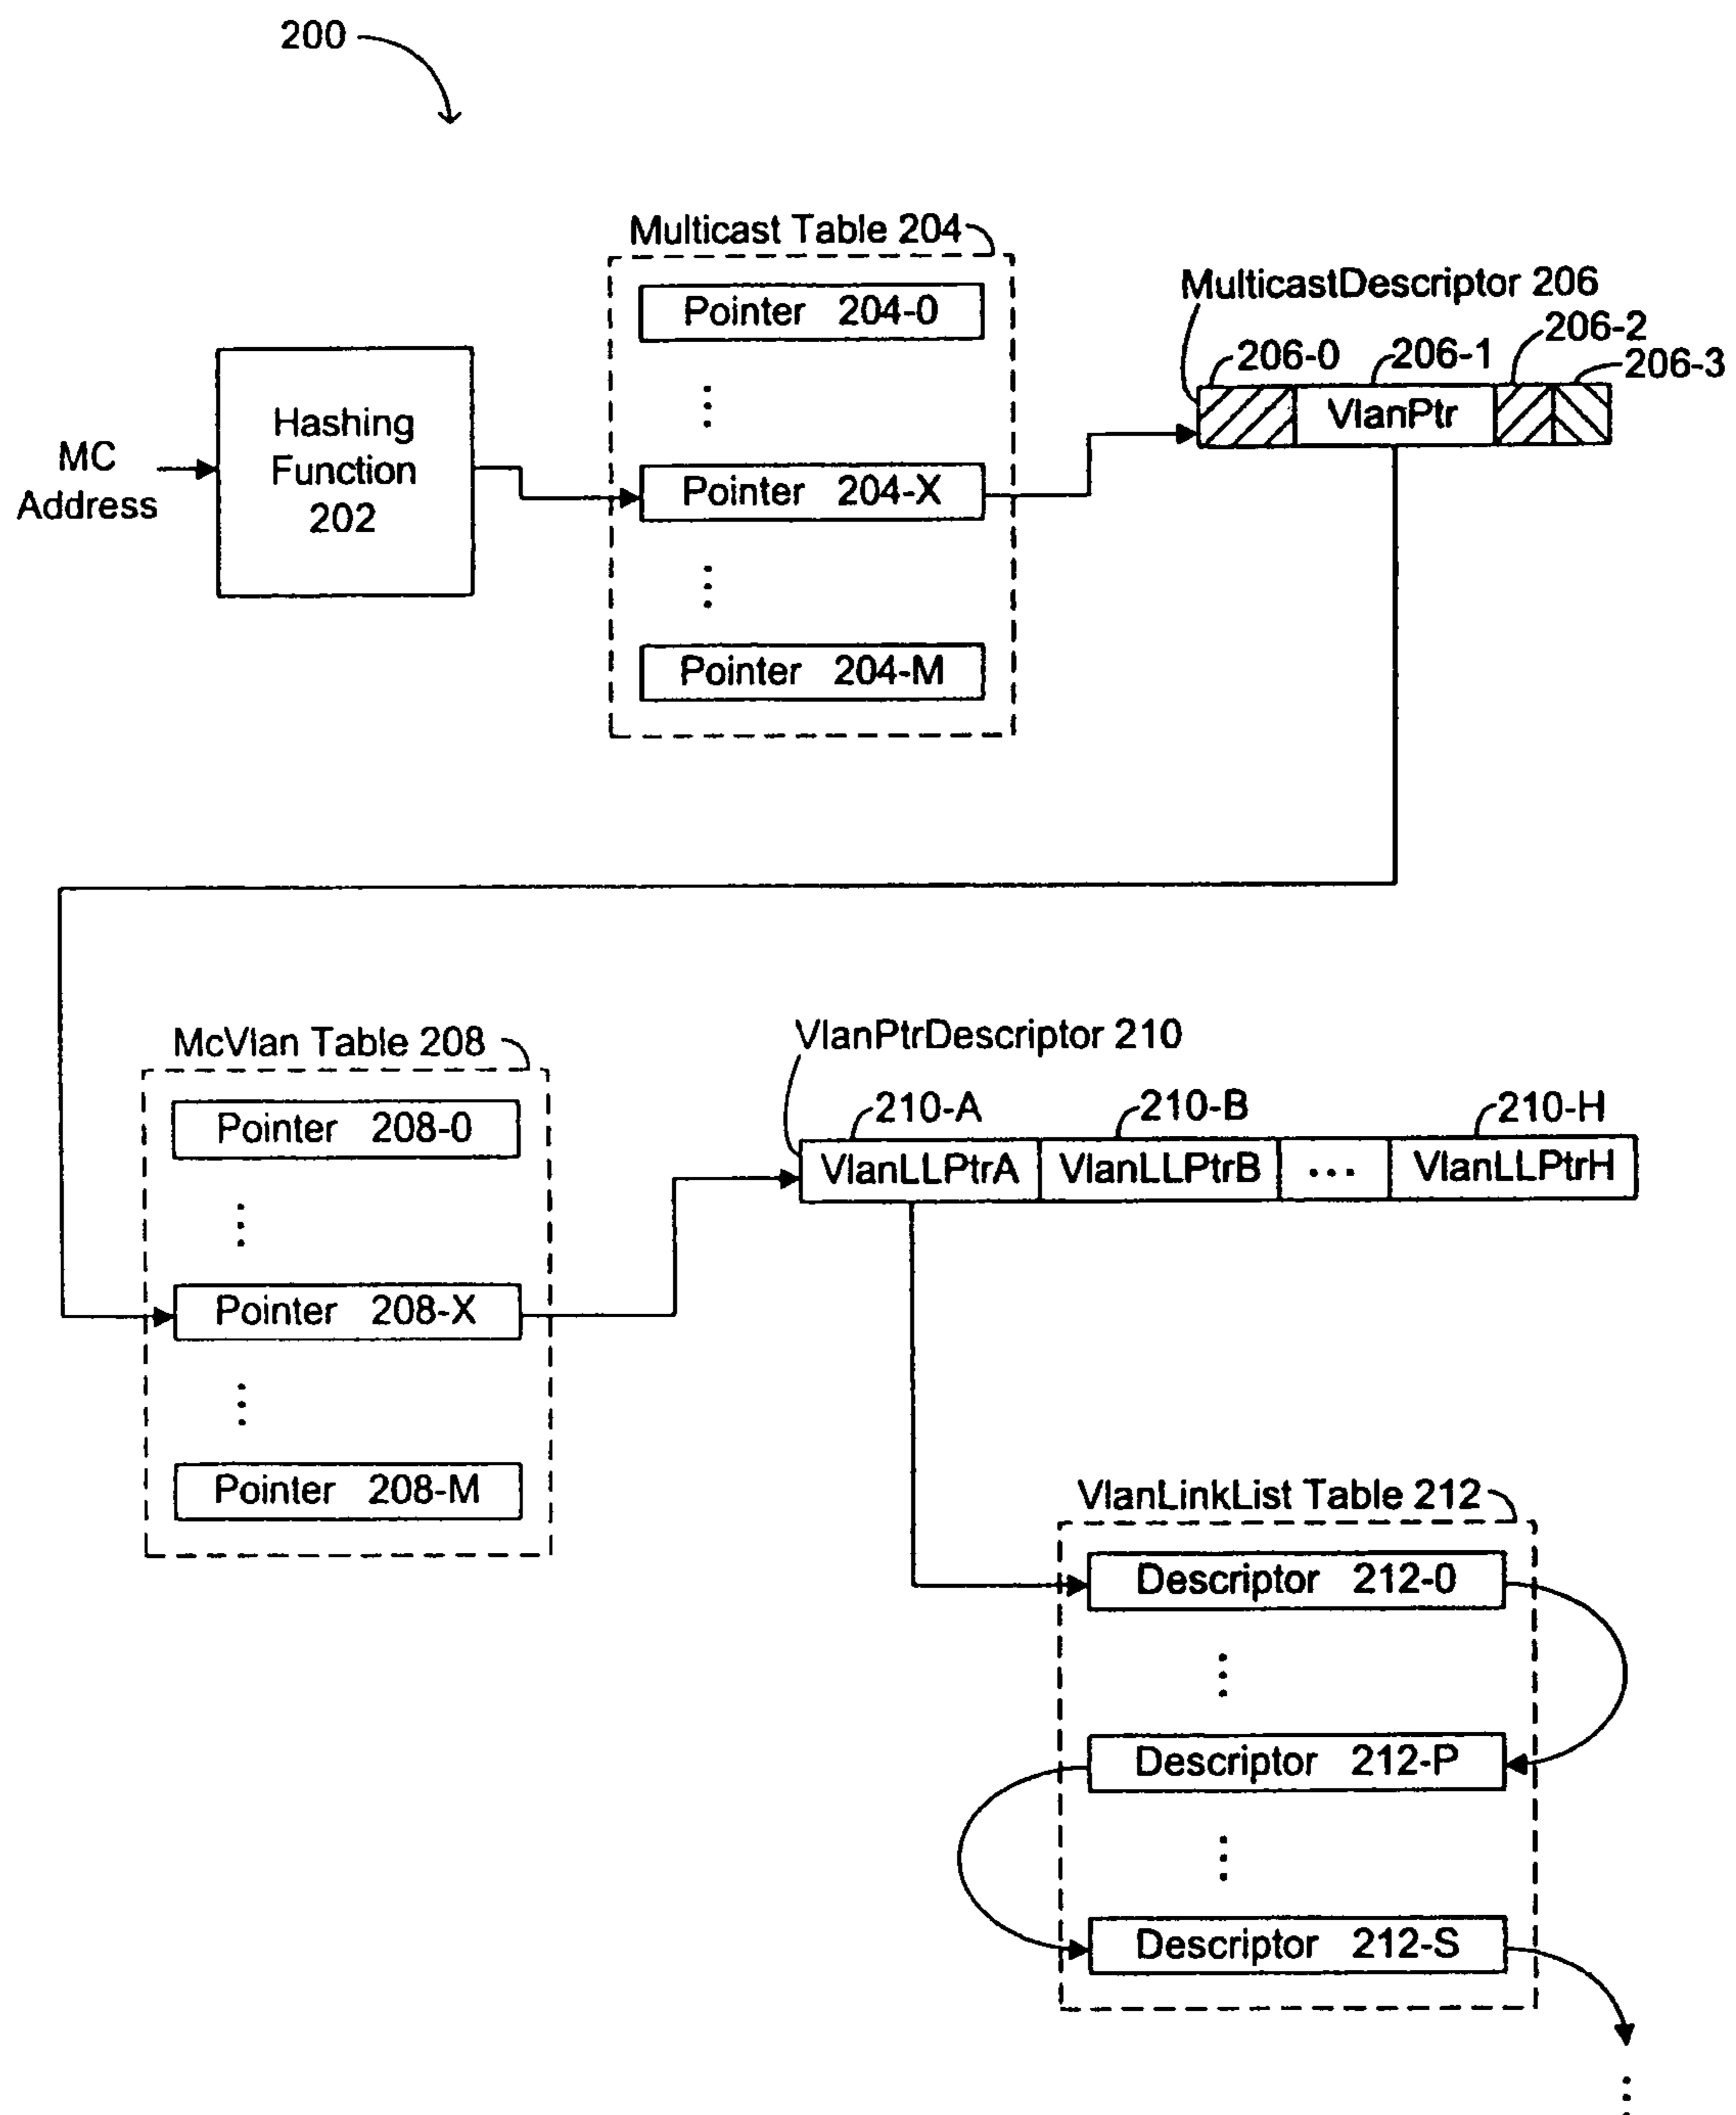 200
Multicast Table 204
Pointer 204-0
MulticastDescriptor 206
206-0
206-1
206-2
206-3
VlanPtr
MC
Address
Hashing
Function
202
Pointer 204-X
Pointer 204-M
McVlan Table 208
Pointer 208-0
Pointer 208-X
Pointer 208-M
VlanPtrDescriptor 210
210-A
210-B
210-H
VlanLLPtrA
VlanLLPtrB
...
VlanLLPtrH
VlanLinkList Table 212
Descriptor 212-0
Descriptor 212-P
Descriptor 212-S